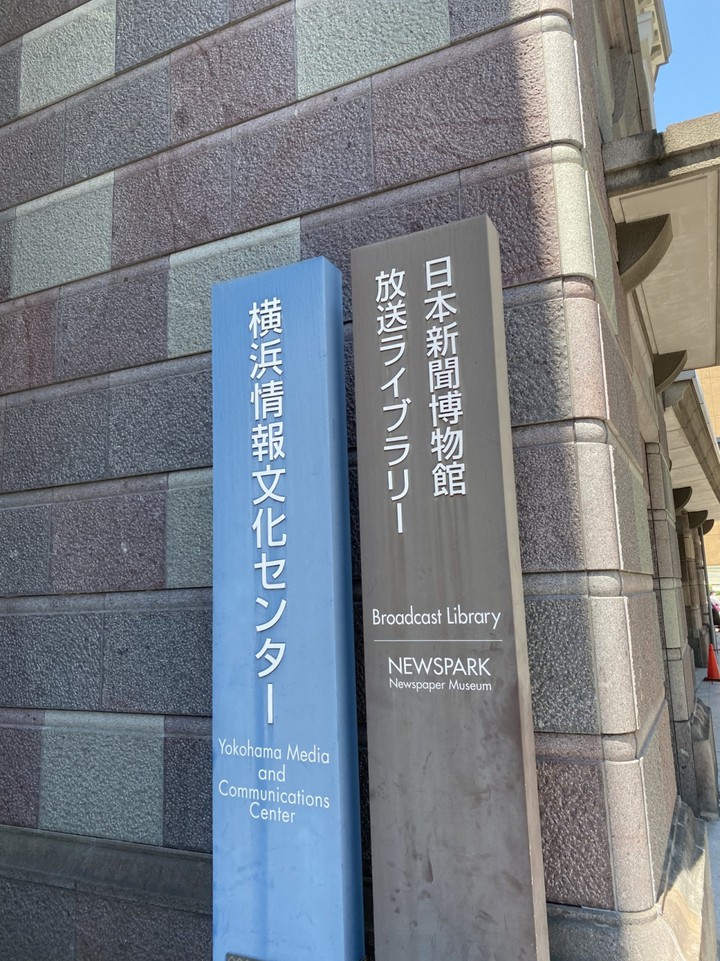 横浜情報文化センター
Yokohama Media
and
Communications
Center
日本新聞博物館
放送ライブラリー
Broadcast Library
NEWSPARK
Newspaper Museum